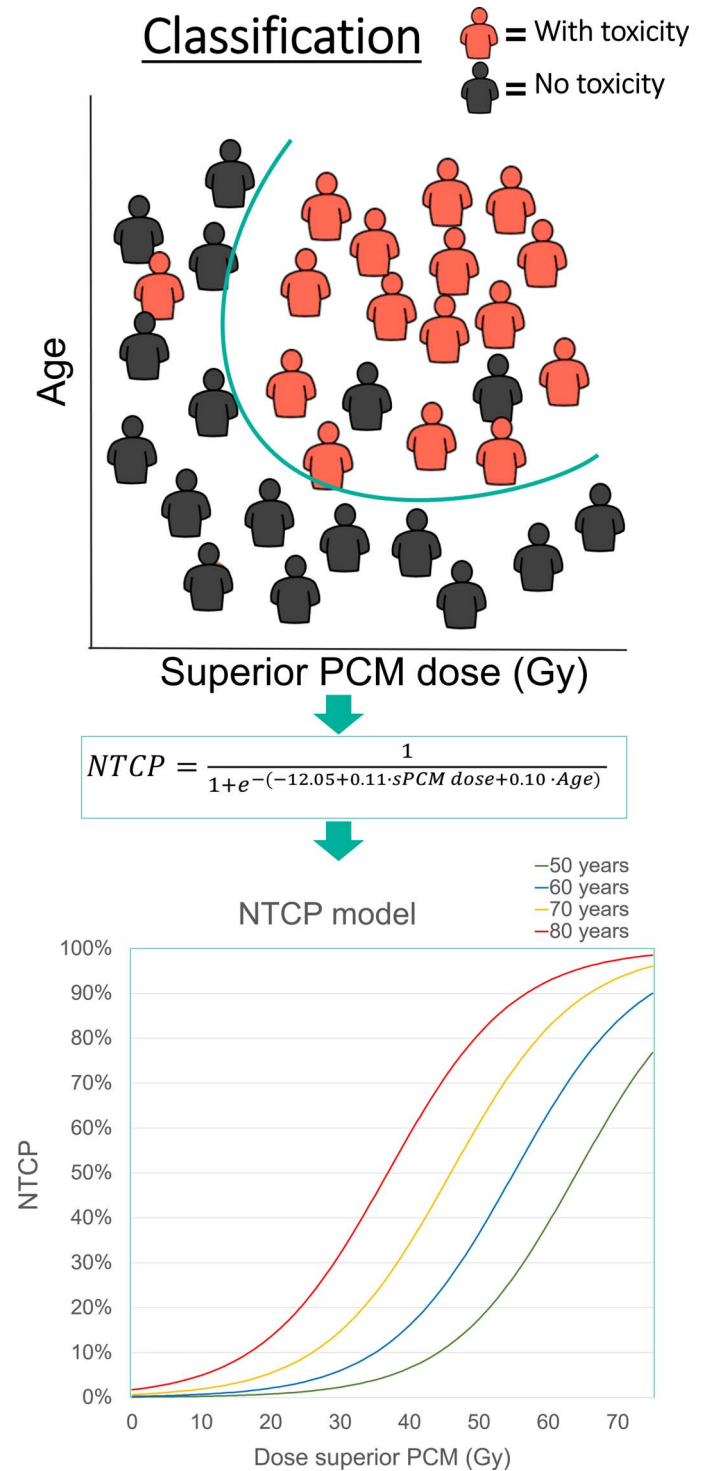 Classification
= With toxicity
= No toxicity
Age
Superior PCM dose (Gy)
NTCP = 1 / 1+e^−(−12.05+0.11·sPCM dose+0.10 ·Age)
50 years
60 years
70 years
80 years
NTCP model
100%
90%
80%
70%
60%
50%
40%
30%
20%
10%
0%
NTCP
0 10 20 30 40 50 60 70
Dose superior PCM (Gy)